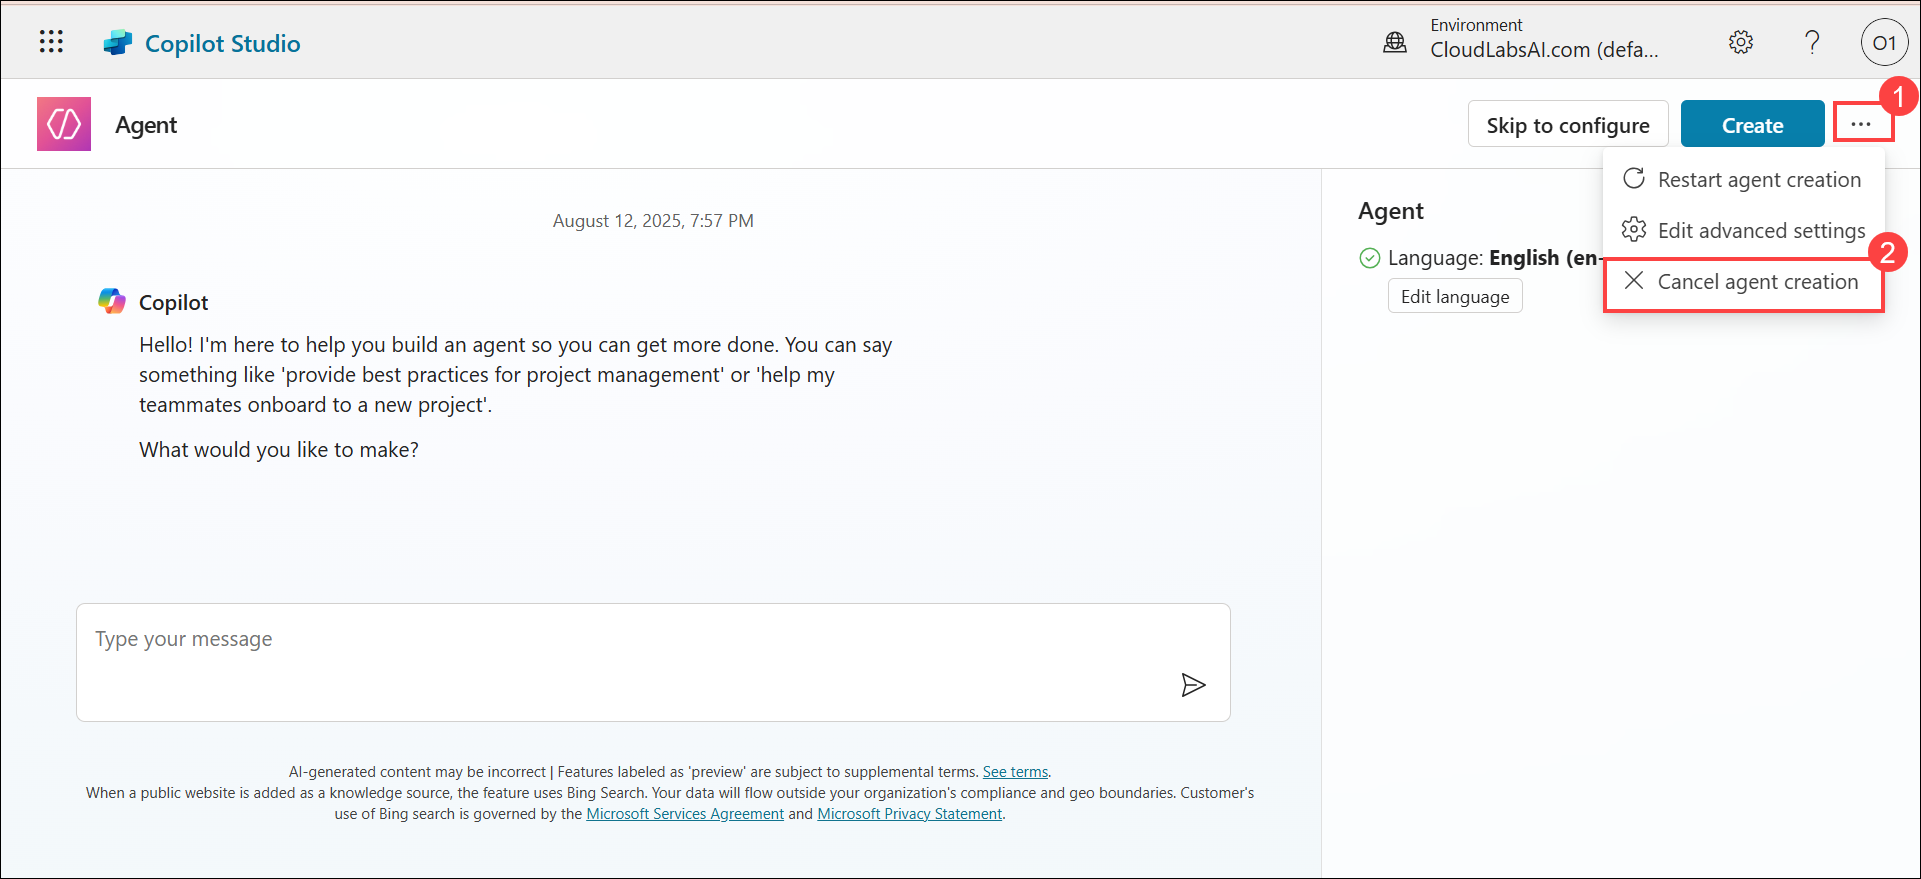 Copilot Studio
Environment
CloudLabsAI.com (defa...
?
O1
Agent
Skip to configure
Create
...
1
Restart agent creation
Edit advanced settings
2
Cancel agent creation
August 12, 2025, 7:57 PM
Agent
Language: English (en-
Edit language
Copilot
Hello! I'm here to help you build an agent so you can get more done. You can say
something like 'provide best practices for project management' or 'help my
teammates onboard to a new project'.
What would you like to make?
Type your message
AI-generated content may be incorrect | Features labeled as 'preview' are subject to supplemental terms. See terms.
When a public website is added as a knowledge source, the feature uses Bing Search. Your data will flow outside your organization's compliance and geo boundaries. Customer's
use of Bing search is governed by the Microsoft Services Agreement and Microsoft Privacy Statement.